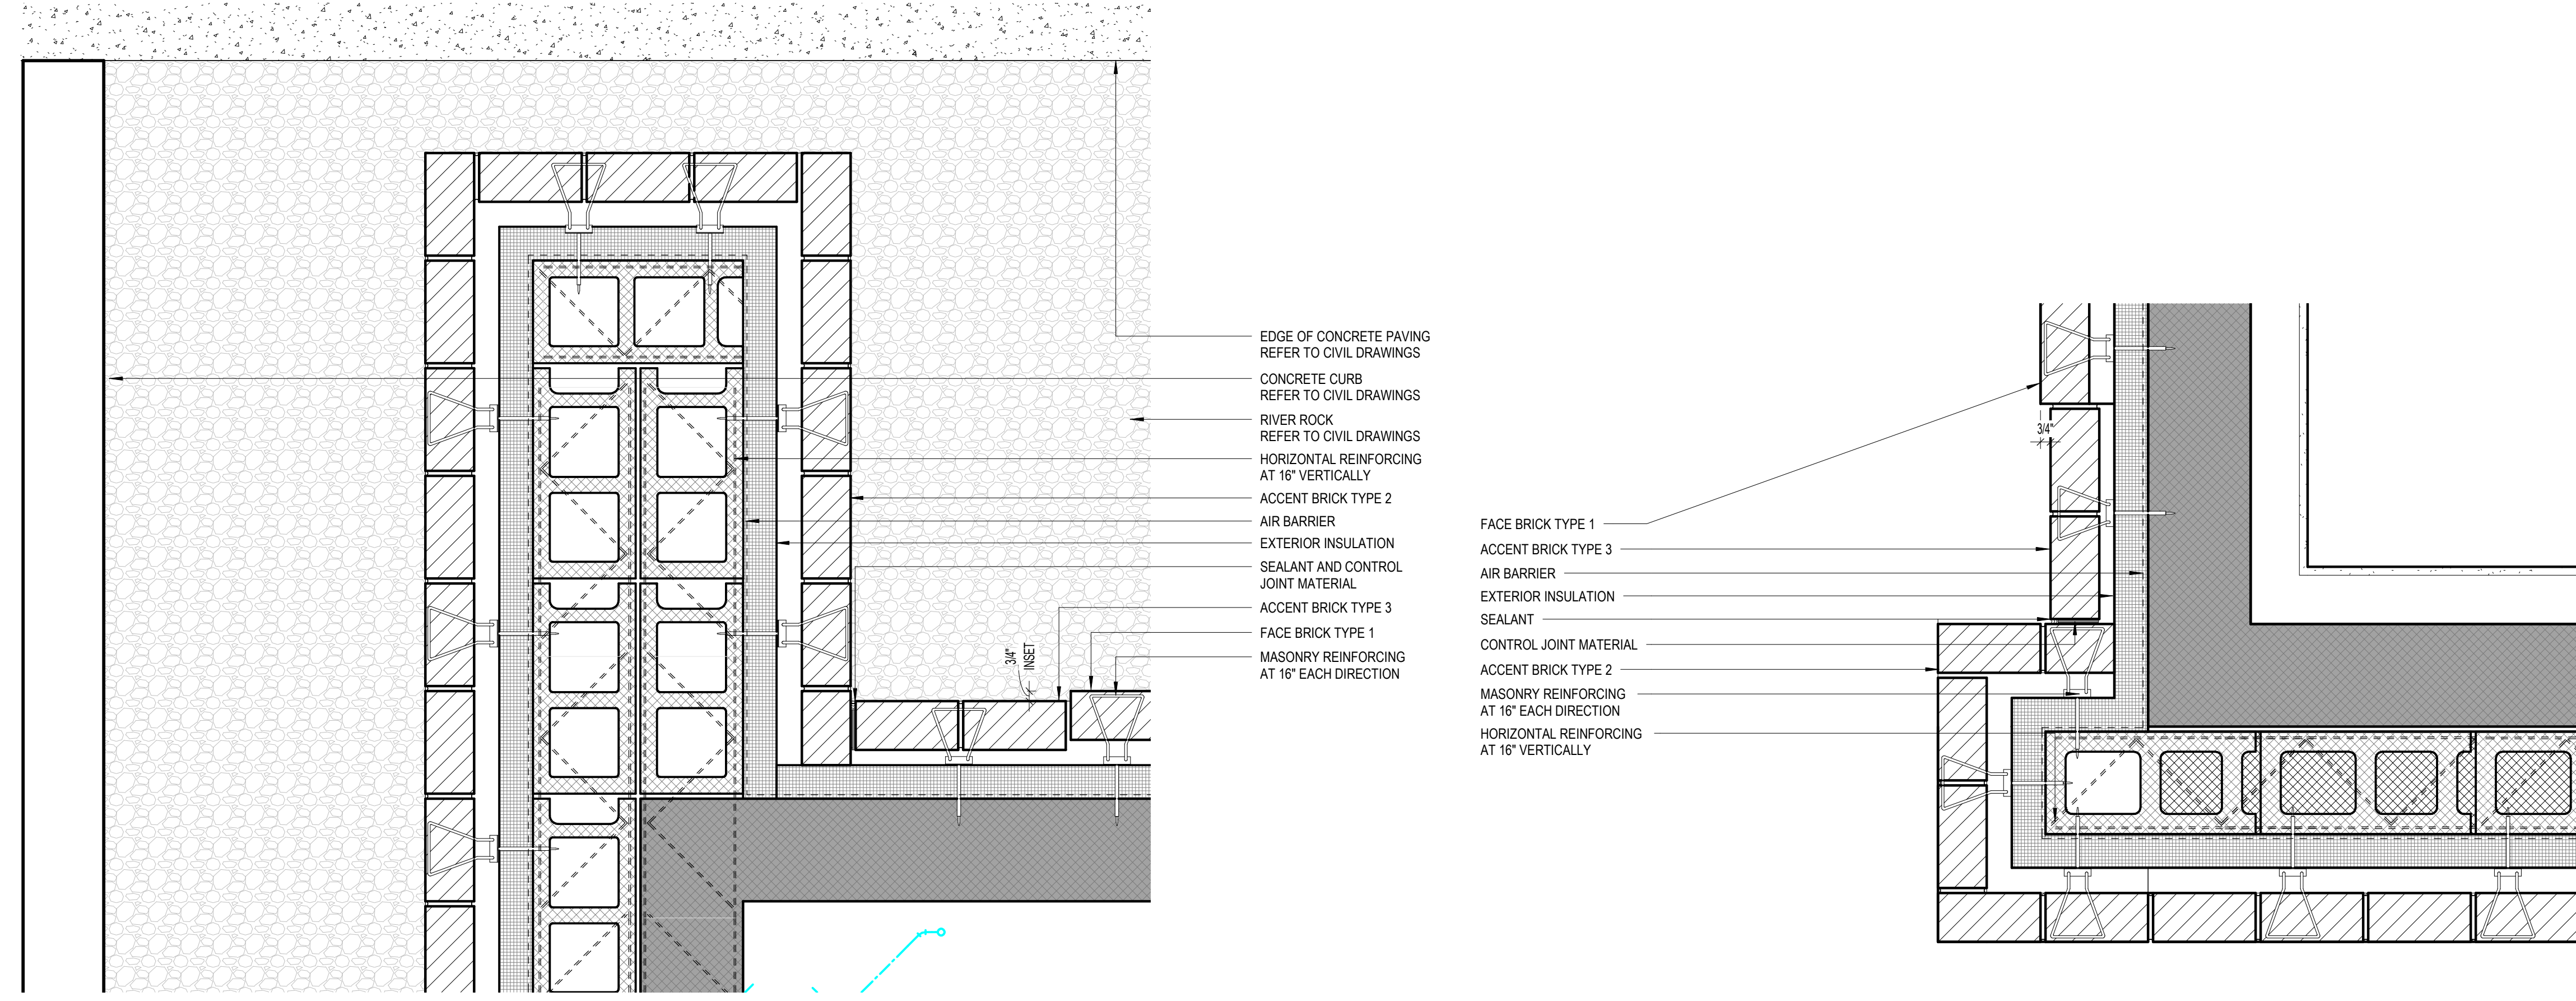 EDGE OF CONCRETE PAVING
REFER TO CIVIL DRAWINGS
CONCRETE CURB
REFER TO CIVIL DRAWINGS
RIVER ROCK
REFER TO CIVIL DRAWINGS
HORIZONTAL REINFORCING
AT 16" VERTICALLY
ACCENT BRICK TYPE 2
AIR BARRIER
EXTERIOR INSULATION
SEALANT AND CONTROL
JOINT MATERIAL
ACCENT BRICK TYPE 3
FACE BRICK TYPE 1
MASONRY REINFORCING
AT 16" EACH DIRECTION
3/4"
INSET
FACE BRICK TYPE 1
ACCENT BRICK TYPE 3
AIR BARRIER
EXTERIOR INSULATION
SEALANT
CONTROL JOINT MATERIAL
ACCENT BRICK TYPE 2
MASONRY REINFORCING
AT 16" EACH DIRECTION
HORIZONTAL REINFORCING
AT 16" VERTICALLY
3/4"